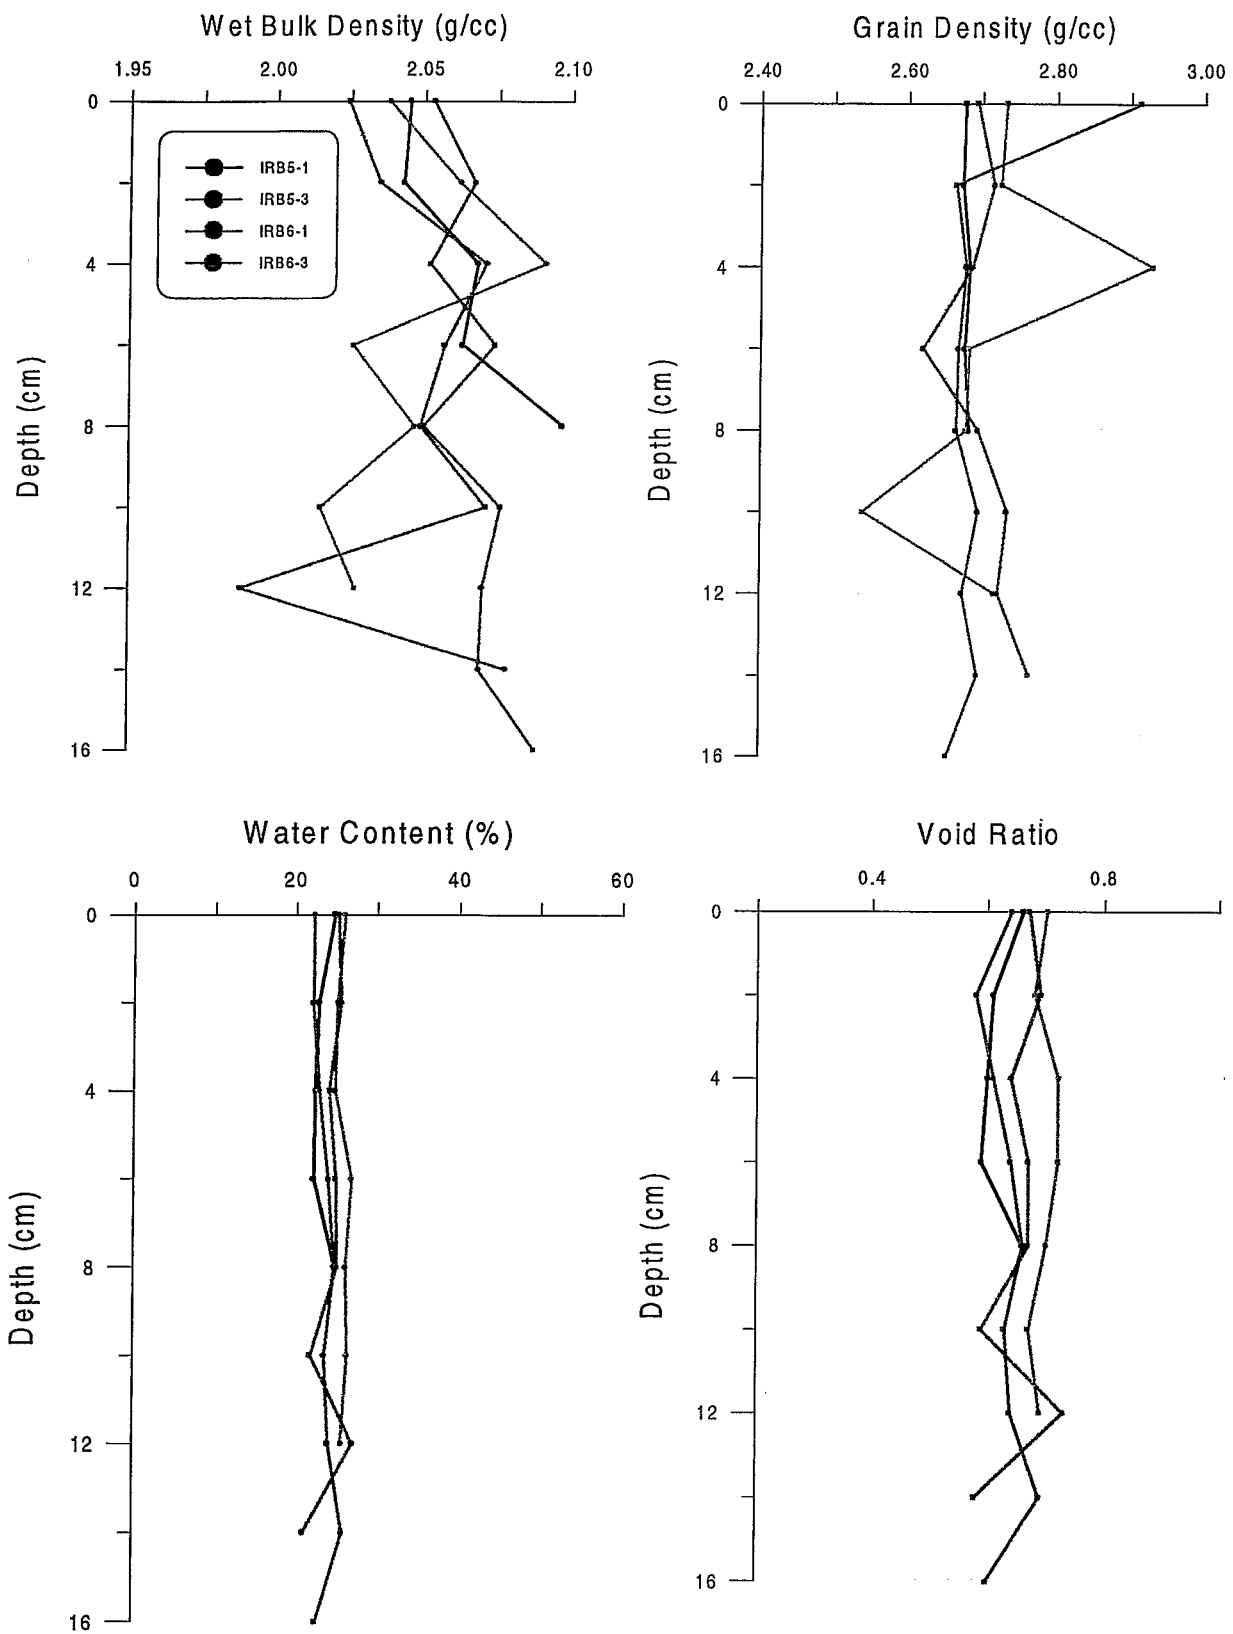 Wet Bulk Density (g/cc)
1.95 2.00 2.05 2.10
0
4
8
12
16
Depth (cm)
IRB5-1
IRB5-3
IRB6-1
IRB6-3
Grain Density (g/cc)
2.40 2.60 2.80 3.00
0
4
8
12
16
Depth (cm)
Water Content (%)
0 20 40 60
0
4
8
12
16
Depth (cm)
Void Ratio
0.4 0.8
0
4
8
12
16
Depth (cm)